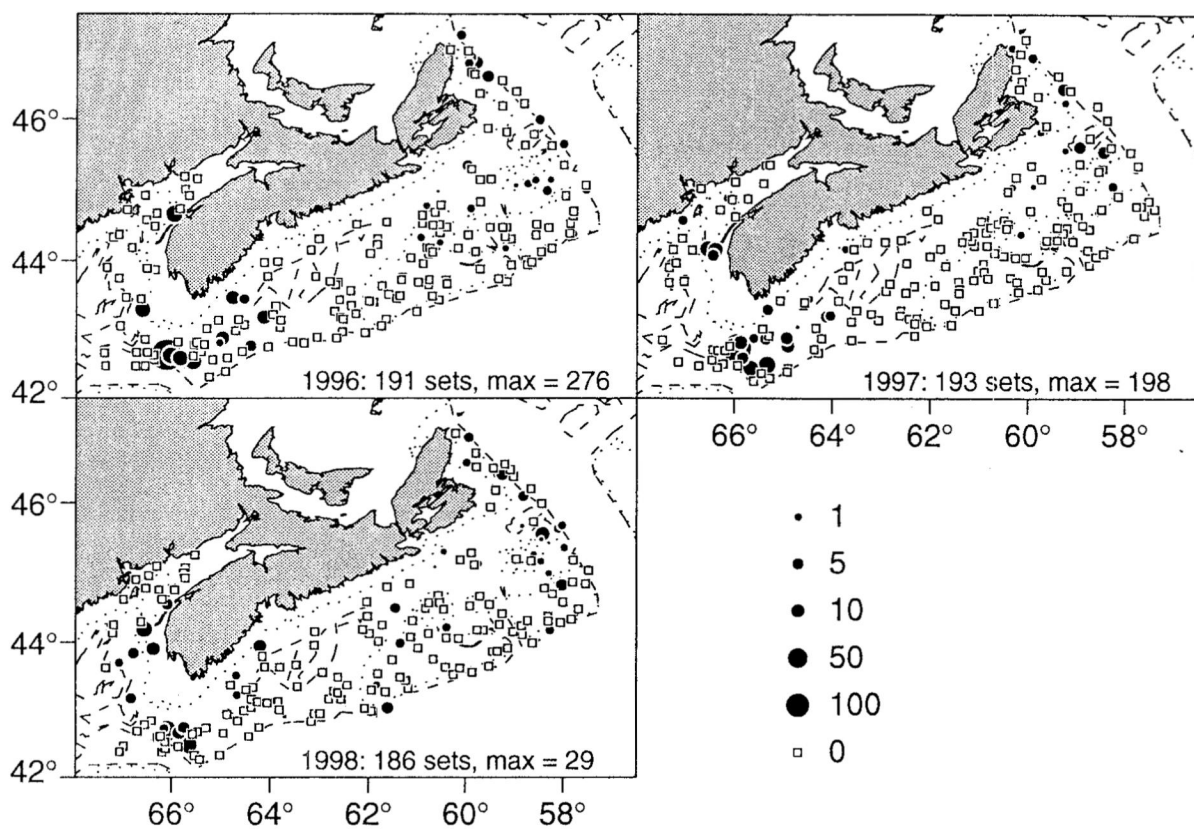 46°
44°
42°
1996: 191 sets, max = 276
1997: 193 sets, max = 198
66° 64° 62° 60° 58°
46°
44°
42°
1998: 186 sets, max = 29
66° 64° 62° 60° 58°
1
5
10
50
100
0